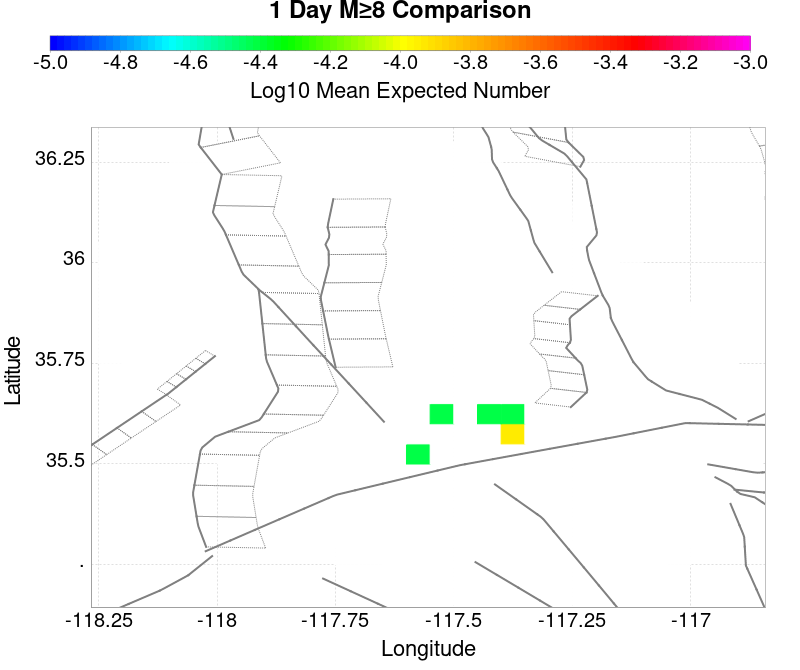 1 Day M≥8 Comparison
-5.0 -4.8 -4.6 -4.4 -4.2 -4.0 -3.8 -3.6 -3.4 -3.2 -3.0
Log10 Mean Expected Number
36.25
36
35.75
35.5
.
Latitude
-118.25 -118 -117.75 -117.5 -117.25 -117
Longitude